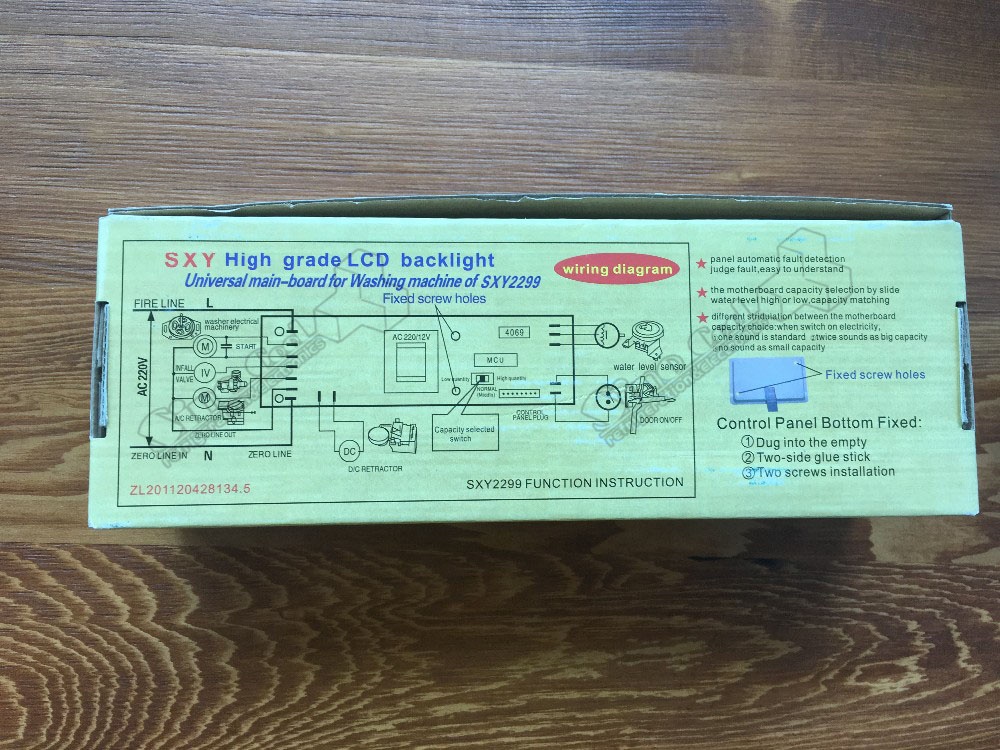 SXY High grade LCD backlight
Universal main-board for Washing machine of SXY2299
wiring diagram
Fixed screw holes
FIRE LINE L
washer electrical
machinery
M
START
INFALL
VALVE
IV
M
A/C RETRACTOR
ZERO LINE OUT
AC 220V
ZERO LINE IN N
ZERO LINE
AC 220/12V
4069
MCU
Low quantity
High quantity
NORMAL
(Middle)
CONTROL
PANEL PLUG
Capacity selected
switch
DC
D/C RETRACTOR
water level sensor
DOOR ON/OFF
ZL201120428134.5
SXY2299 FUNCTION INSTRUCTION
★ panel automatic fault detection
judge fault,easy to understand
★ the motherboard capacity selection by slide
water level high or low,capacity matching
★ different stridulation between the motherboard
capacity choice:when switch on electricity,
one sound is standard twice sounds as big capacity
no sound as small capacity
Fixed screw holes
Control Panel Bottom Fixed:
①Dug into the empty
②Two-side glue stick
③Two screws installation